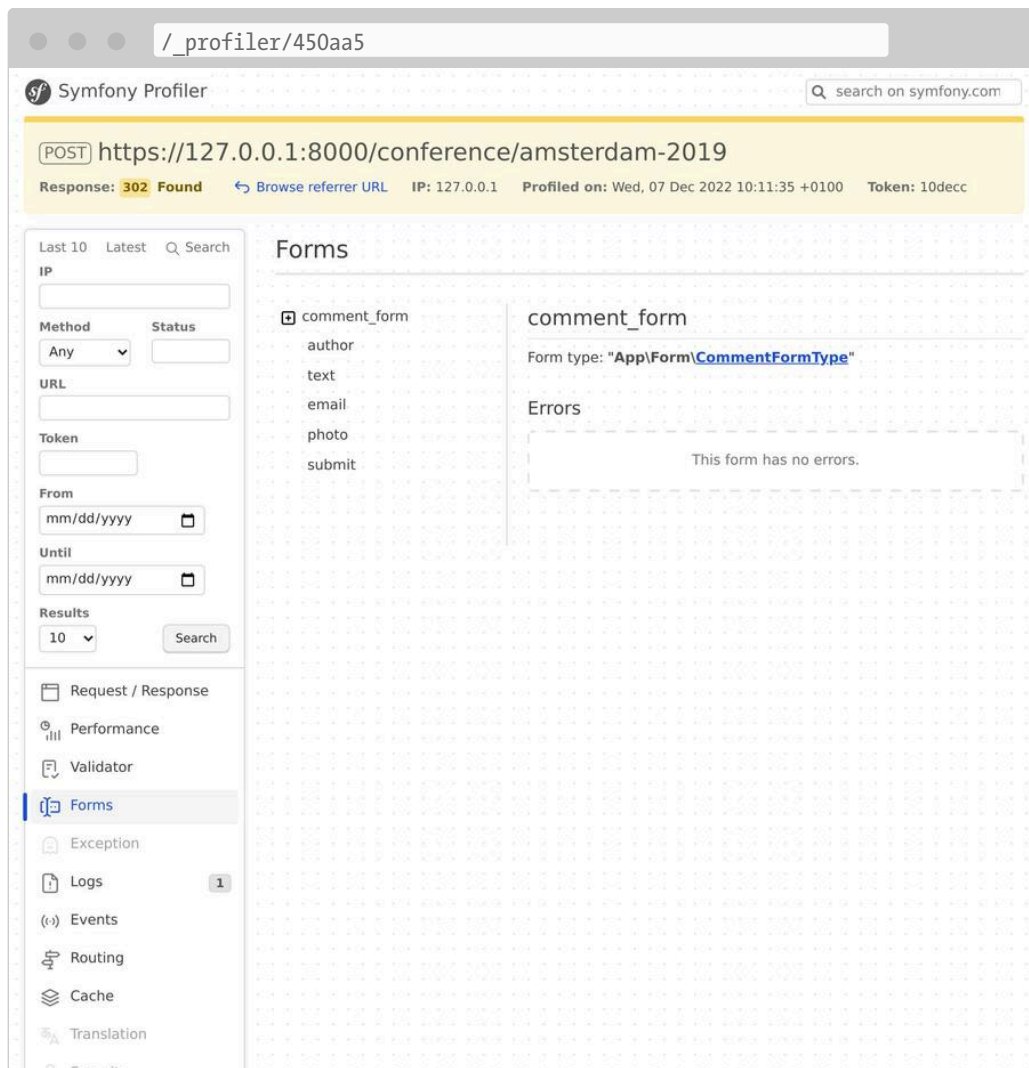 /_profiler/450aa5
sf Symfony Profiler
search on symfony.com
POST https://127.0.0.1:8000/conference/amsterdam-2019
Response: 302 Found Browse referrer URL IP: 127.0.0.1 Profiled on: Wed, 07 Dec 2022 10:11:35 +0100 Token: 10decc
Last 10 Latest Search
IP
Method Status
Any
URL
Token
From
mm/dd/yyyy
Until
mm/dd/yyyy
Results
10 Search
Request / Response
Performance
Validator
Forms
Exception
Logs 1
Events
Routing
Cache
Translation
Forms
comment_form
author
text
email
photo
submit
comment_form
Form type: "App\Form\CommentFormType"
Errors
This form has no errors.